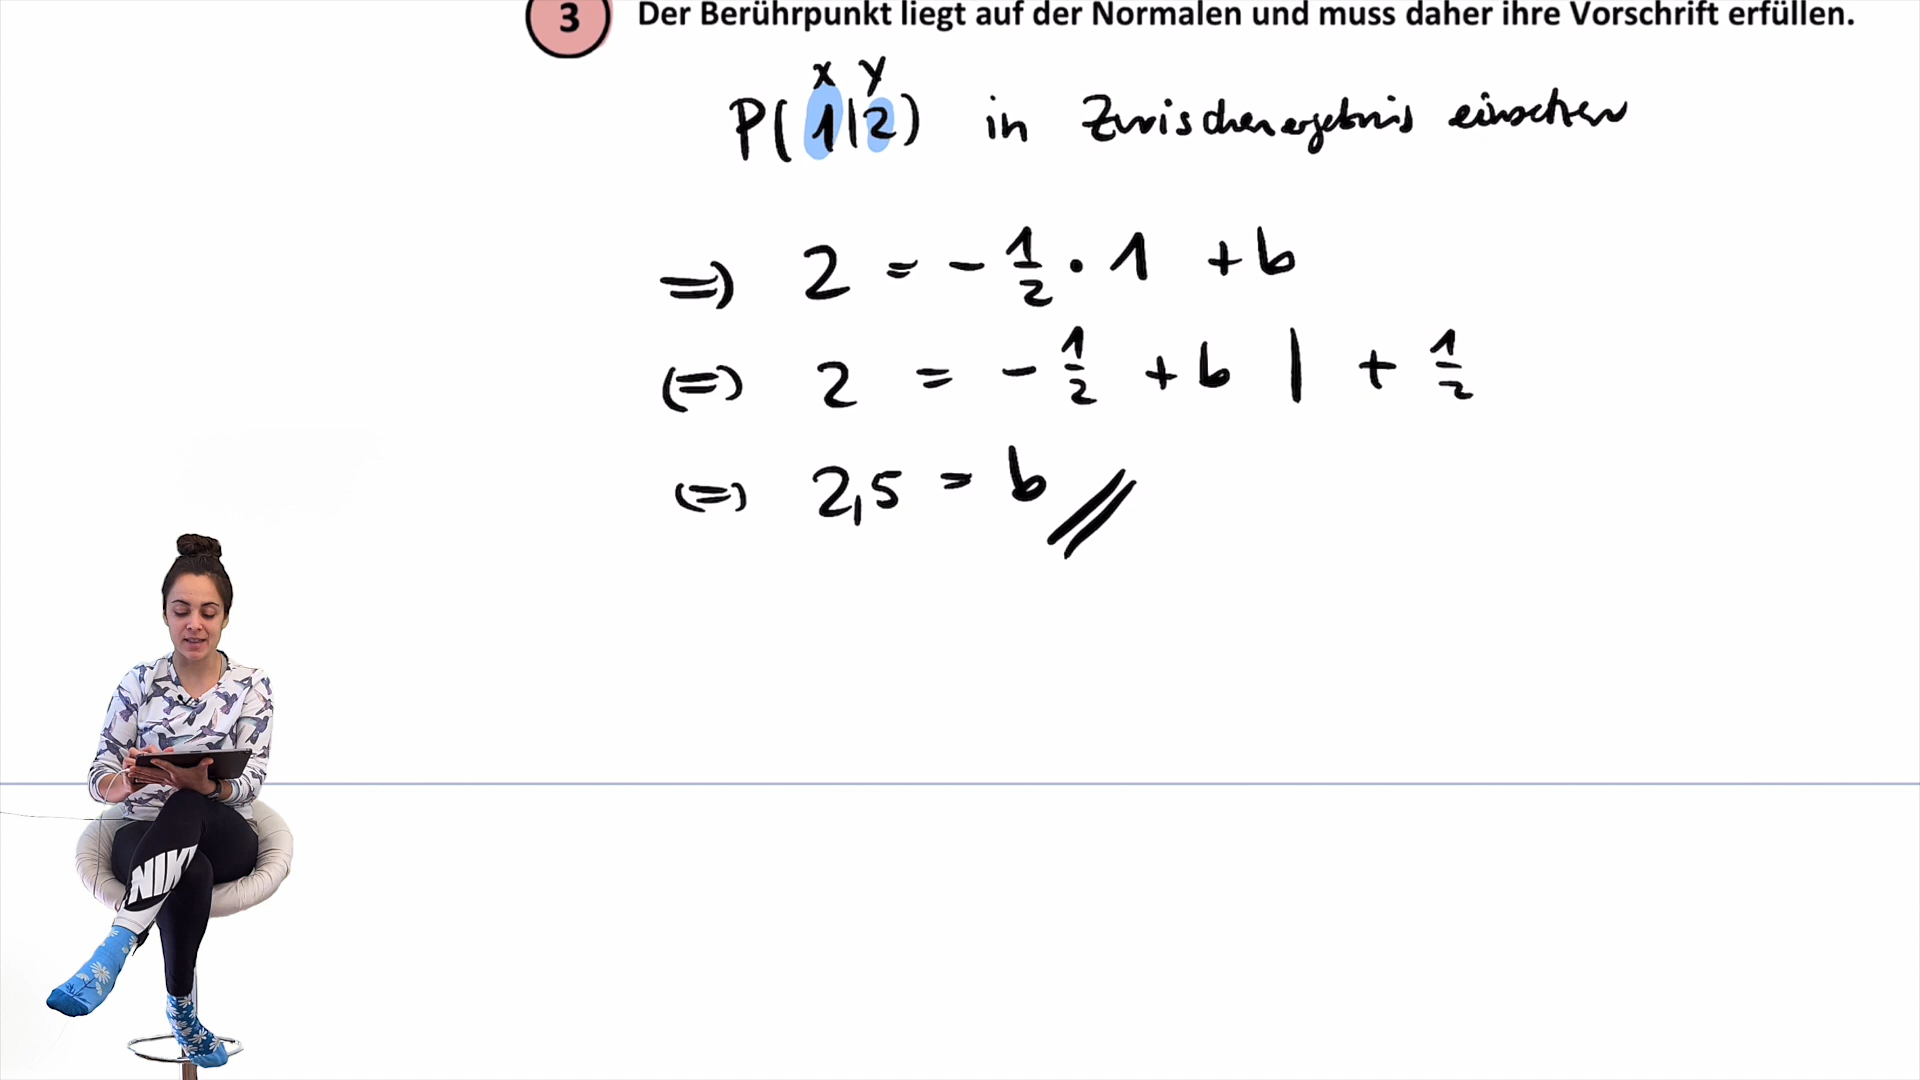 3 Der Berührpunkt liegt auf der Normalen und muss daher ihre Vorschrift erfüllen.
x y
P(1|2) in Zwischenergebnis einsetzen
=> 2 = - 1/2 · 1 + b
<=> 2 = - 1/2 + b | + 1/2
<=> 2,5 = b //
NIK